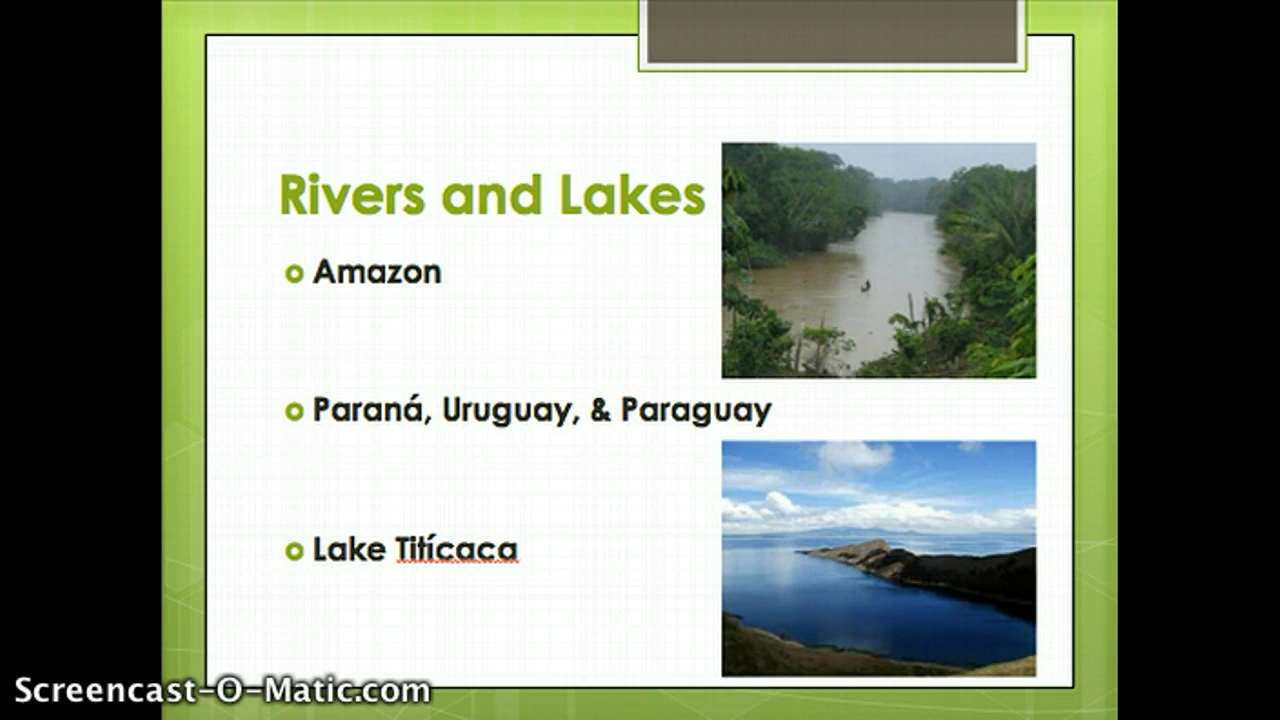 Rivers and Lakes
Amazon
Paraná, Uruguay, & Paraguay
Lake Titícaca
Screencast-O-Matic.com